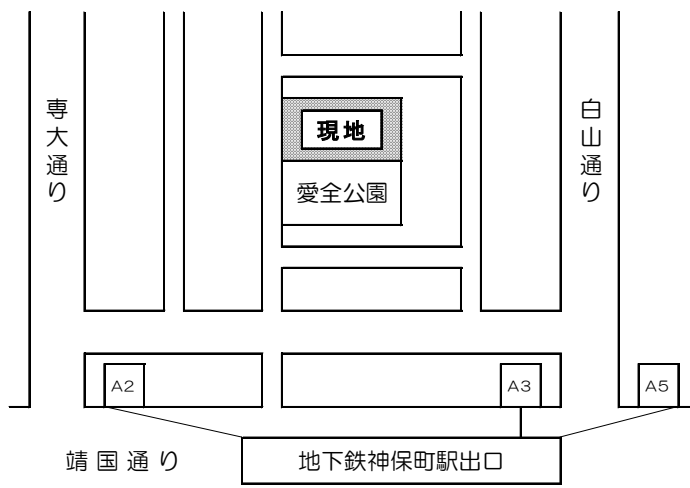 専大通り
白山通り
現地
愛全公園
A2
A3
A5
靖国通り
地下鉄神保町駅出口